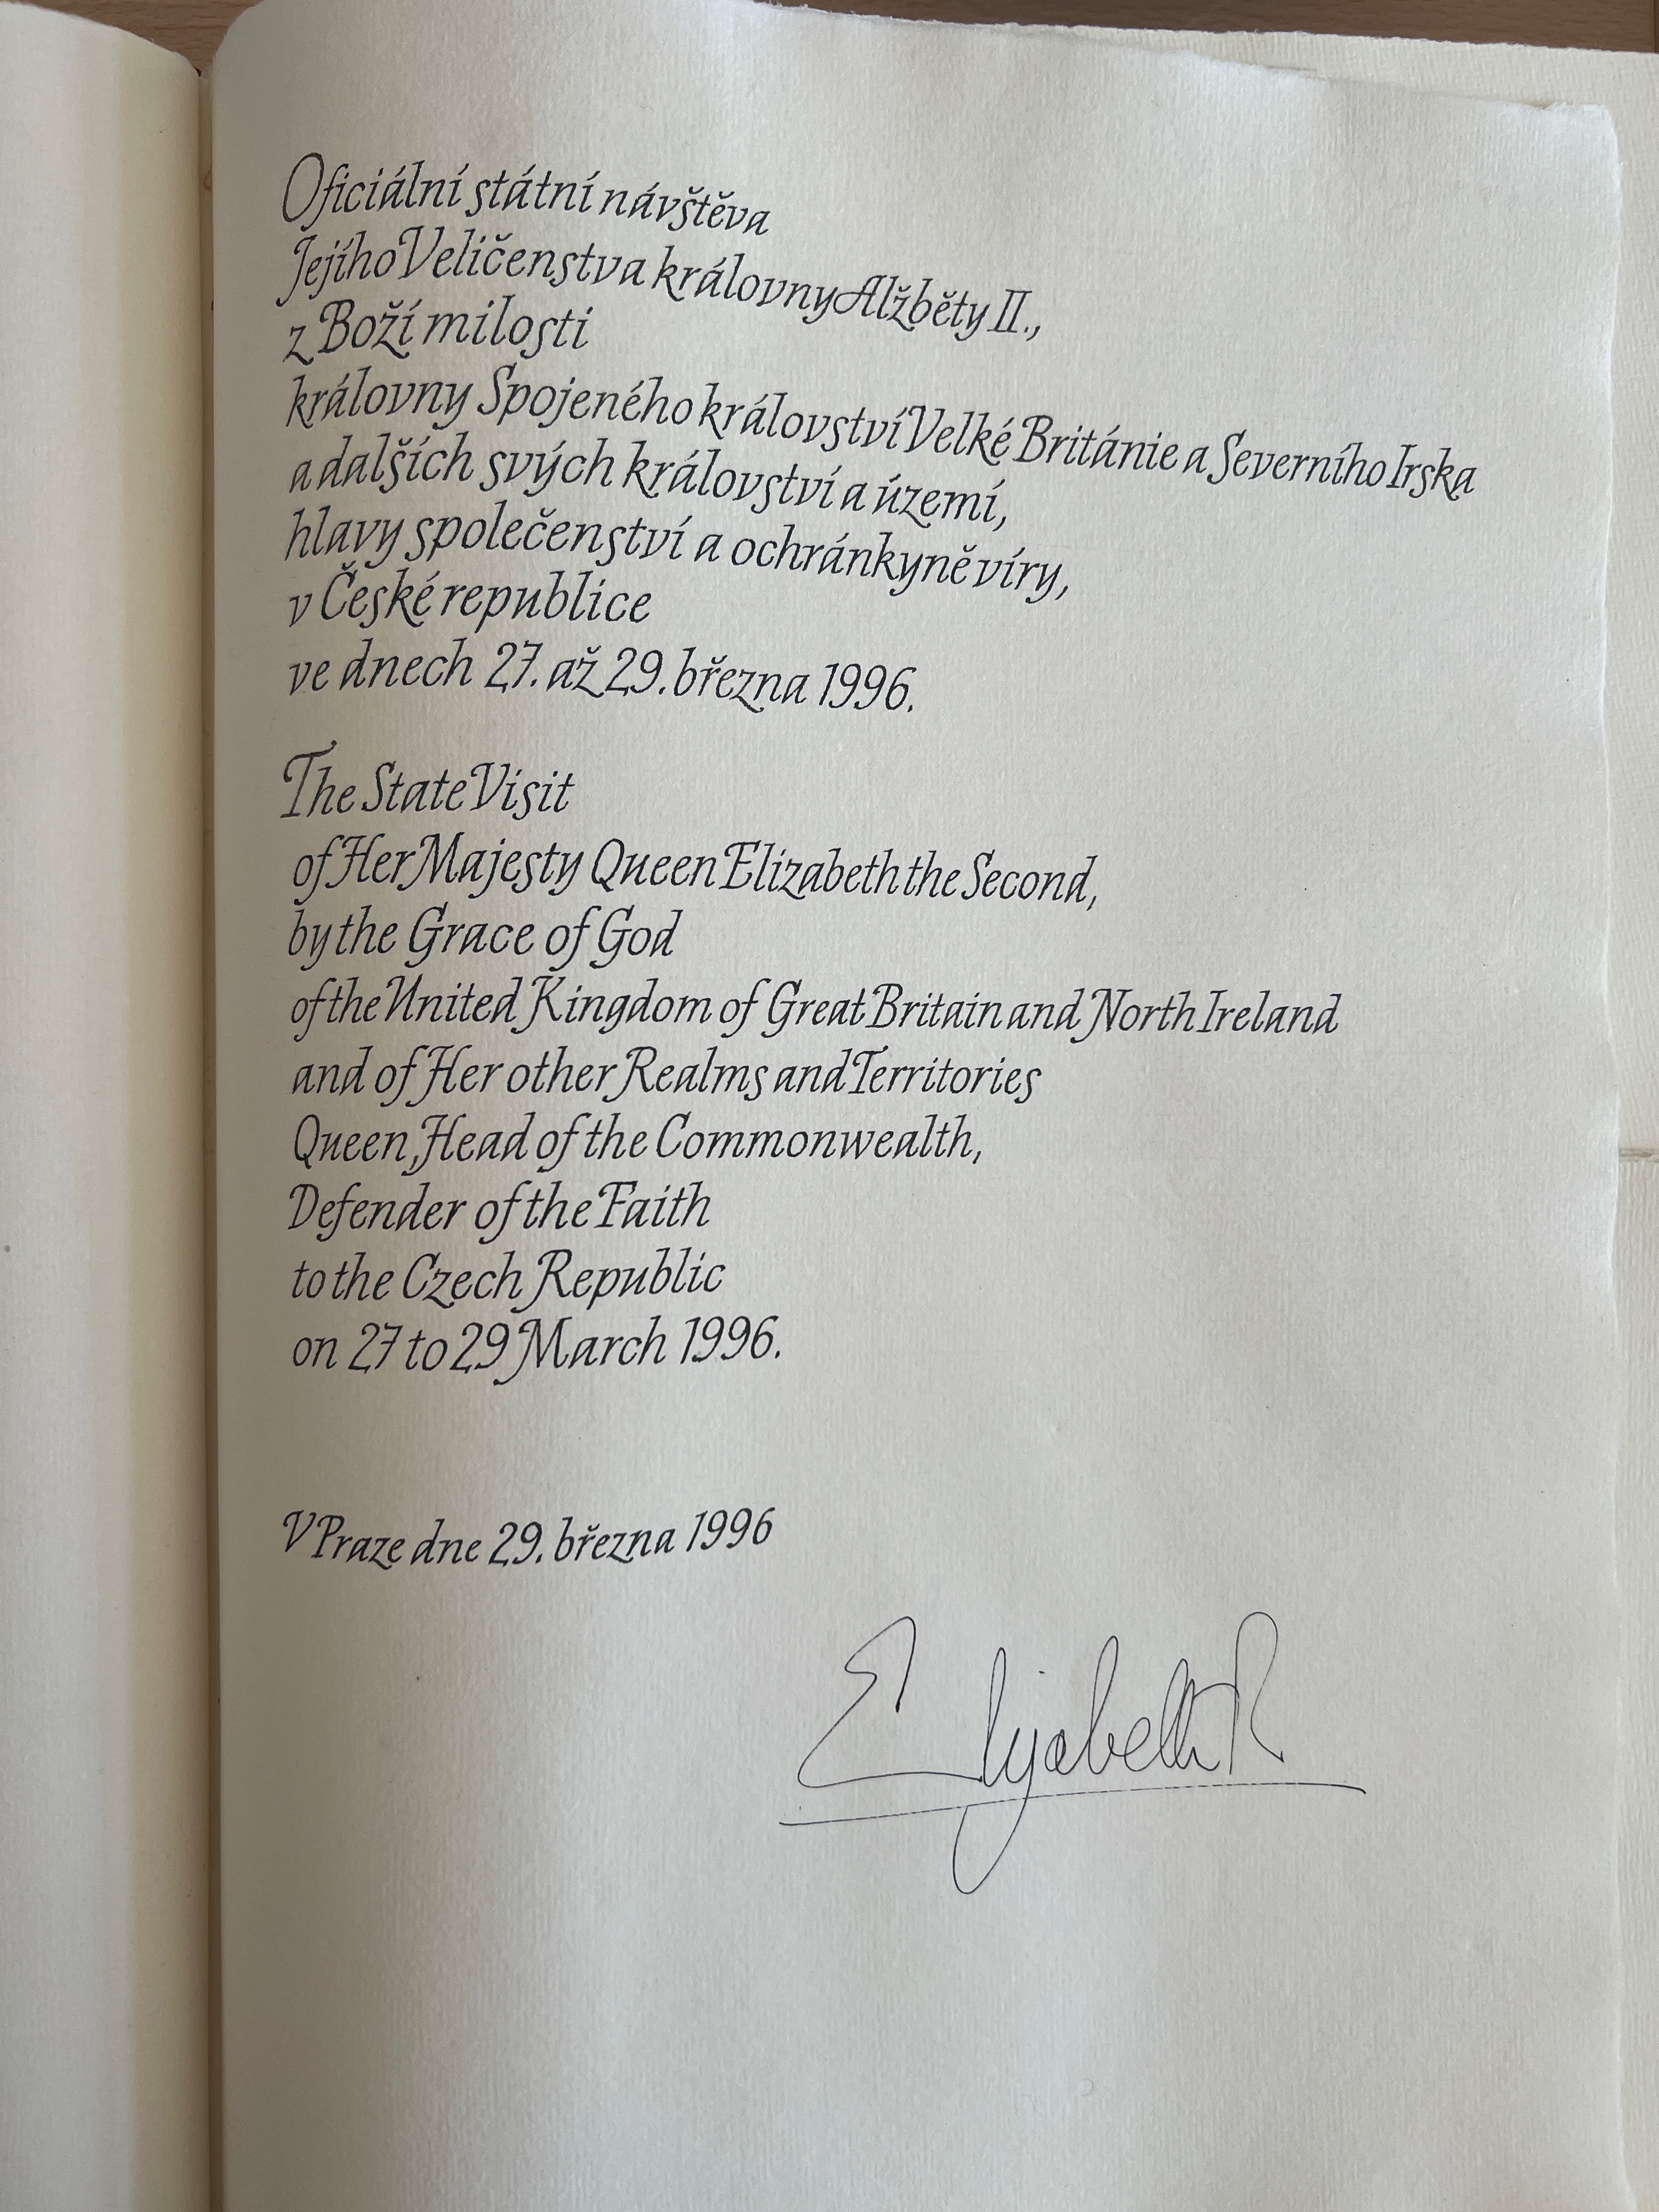 Oficiální státní návštěva
Jejího Veličenstva královny Alžběty II.,
z Boží milosti
královny Spojeného království Velké Británie a Severního Irska
a dalších svých království a území,
hlavy společenství a ochránkyně víry,
v České republice
ve dnech 27. až 29. března 1996.
The State Visit
of Her Majesty Queen Elizabeth the Second,
by the Grace of God
of the United Kingdom of Great Britain and North Ireland
and of Her other Realms and Territories
Queen, Head of the Commonwealth,
Defender of the Faith
to the Czech Republic
on 27 to 29 March 1996.
V Praze dne 29. března 1996
Elizabeth R